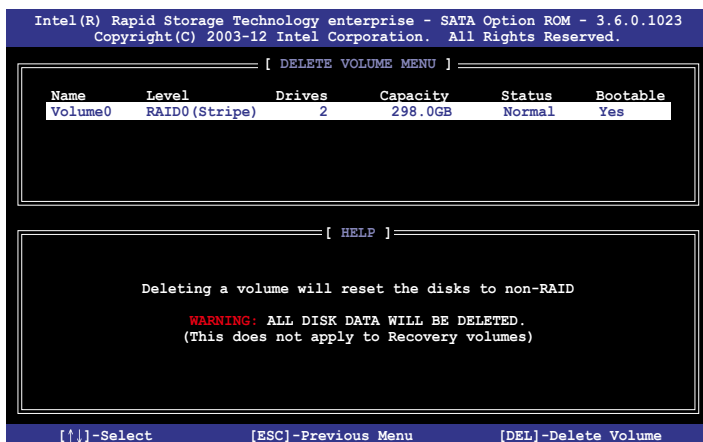 Intel(R) Rapid Storage Technology enterprise - SATA Option ROM - 3.6.0.1023
Copyright(C) 2003-12 Intel Corporation. All Rights Reserved.
[ DELETE VOLUME MENU ]
Name Level Drives Capacity Status Bootable
Volume0 RAID0(Stripe) 2 298.0GB Normal Yes
[ HELP ]
Deleting a volume will reset the disks to non-RAID
WARNING: ALL DISK DATA WILL BE DELETED.
(This does not apply to Recovery volumes)
[↑↓]-Select [ESC]-Previous Menu [DEL]-Delete Volume